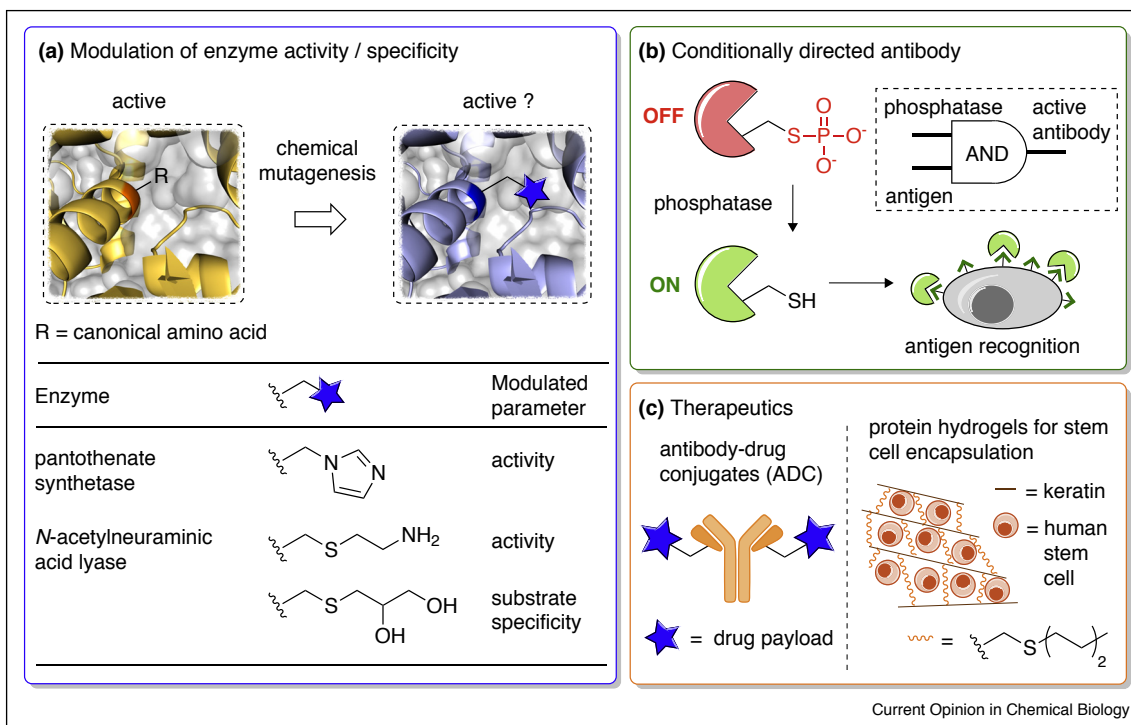 (a) Modulation of enzyme activity / specificity
active
active ?
R
chemical
mutagenesis
R = canonical amino acid
Enzyme
Modulated
parameter
pantothenate
synthetase
N
N
activity
N-acetylneuraminic
acid lyase
S
NH2
activity
S
OH
OH
substrate
specificity
(b) Conditionally directed antibody
OFF
S
P
O
O-
O-
phosphatase
ON
SH
phosphatase
active
antibody
AND
antigen
antigen recognition
(c) Therapeutics
antibody-drug
conjugates (ADC)
= drug payload
protein hydrogels for stem
cell encapsulation
= keratin
= human
stem
cell
=
S
(
)
2
Current Opinion in Chemical Biology